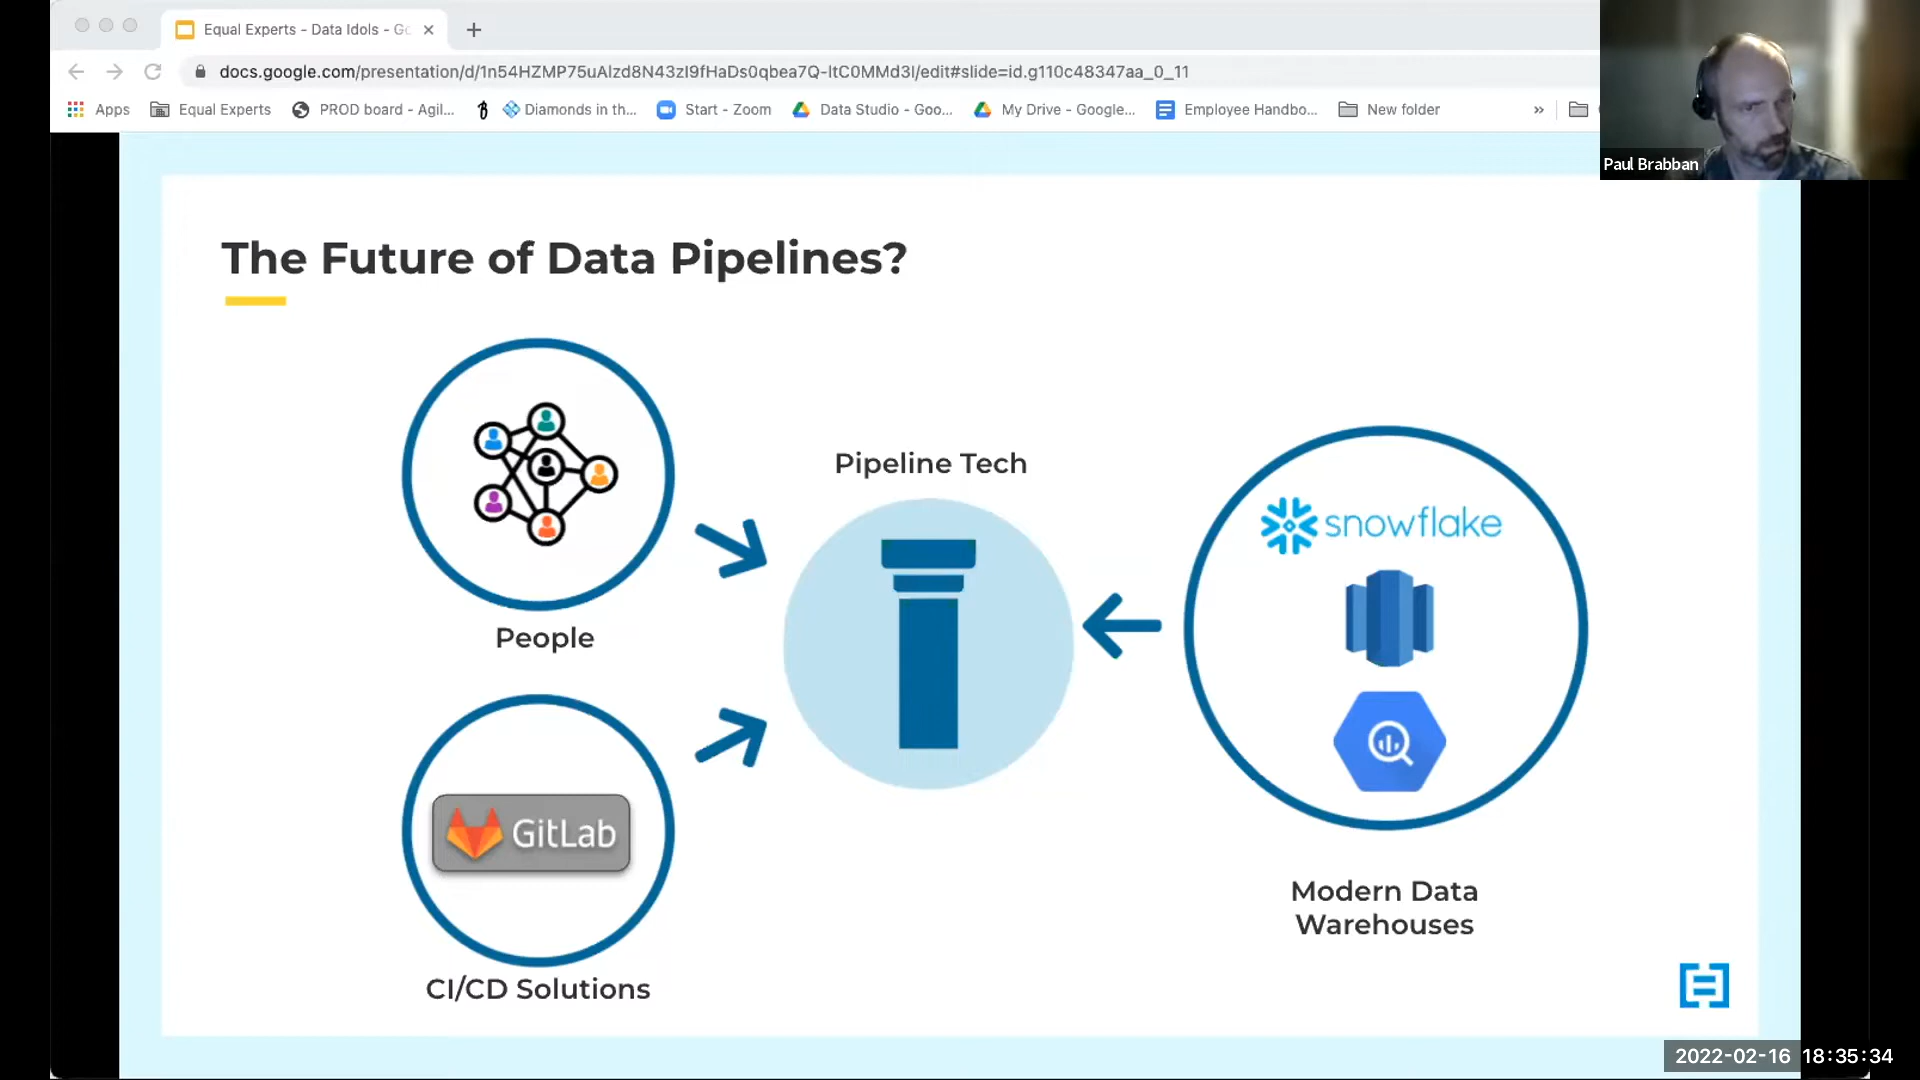 Equal Experts - Data Idols - Go
docs.google.com/presentation/d/1n54HZMP75uAlzd8N43zI9fHaDs0qbea7Q-ItC0MMd3I/edit#slide=id.g110c48347aa_0_11
Apps Equal Experts PROD board - Agil... Diamonds in th... Start - Zoom Data Studio - Goo... My Drive - Google... Employee Handbo... New folder »
Paul Brabban
The Future of Data Pipelines?
Pipeline Tech
snowflake
People
GitLab
Modern Data
Warehouses
CI/CD Solutions
2022-02-16 18:35:34